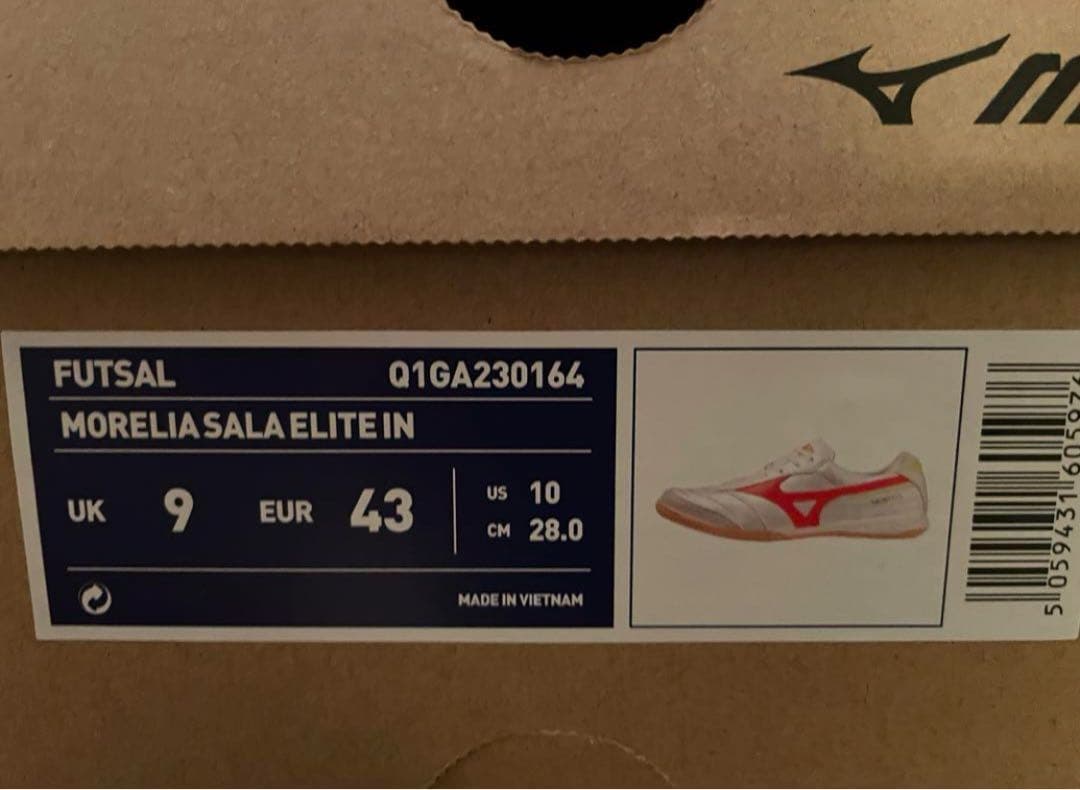 FUTSAL Q1GA230164
MORELIA SALA ELITE IN
UK 9 EUR 43 US 10
CM 28.0
MADE IN VIETNAM